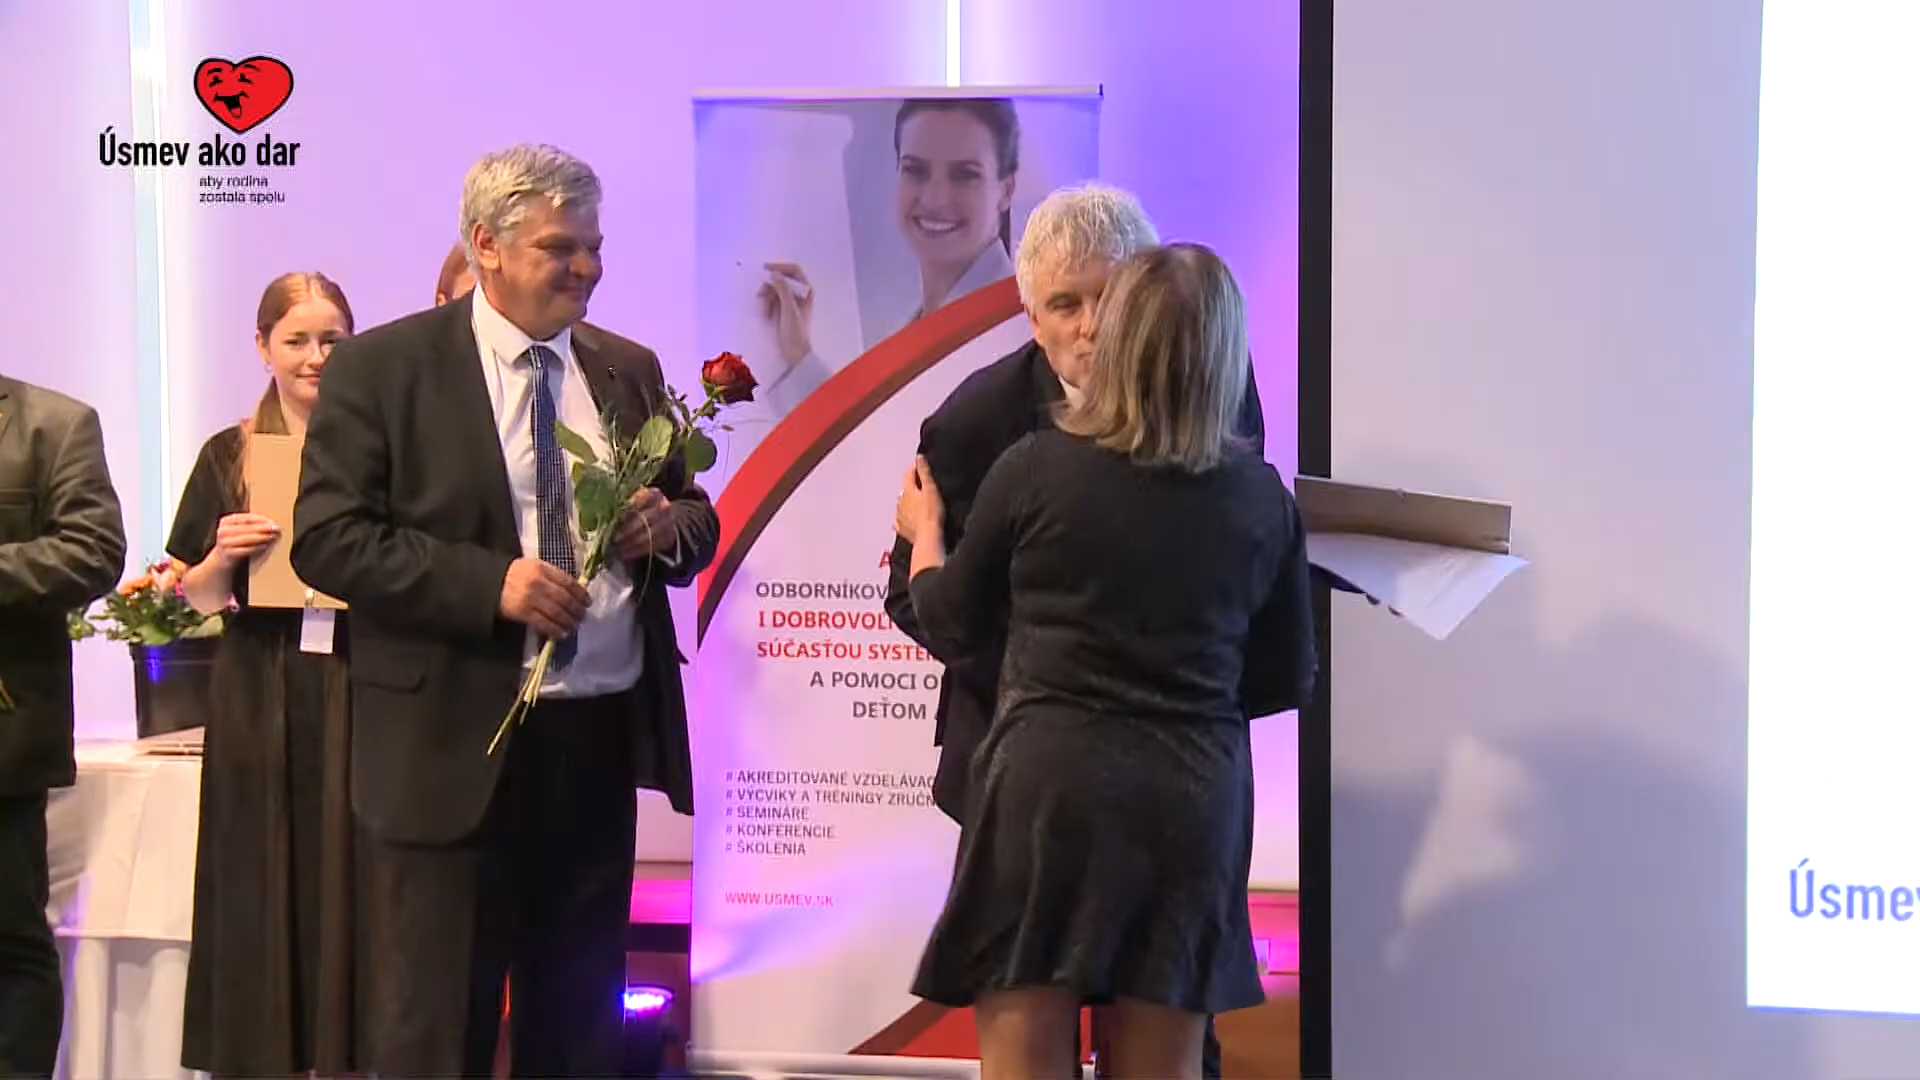 Úsmev ako dar
aby rodina
zostala spolu
ODBORNÍKOV
I DOBROVOĽ
SÚČASŤOU SYSTÉ
A POMOCI O
DEŤOM
# AKREDITOVANÉ VZDELÁVAC
# VÝCVIKY A TRÉNINGY ZRUČN
# SEMINÁRE
# KONFERENCIE
# ŠKOLENIA
WWW.USMEV.SK
Úsmev